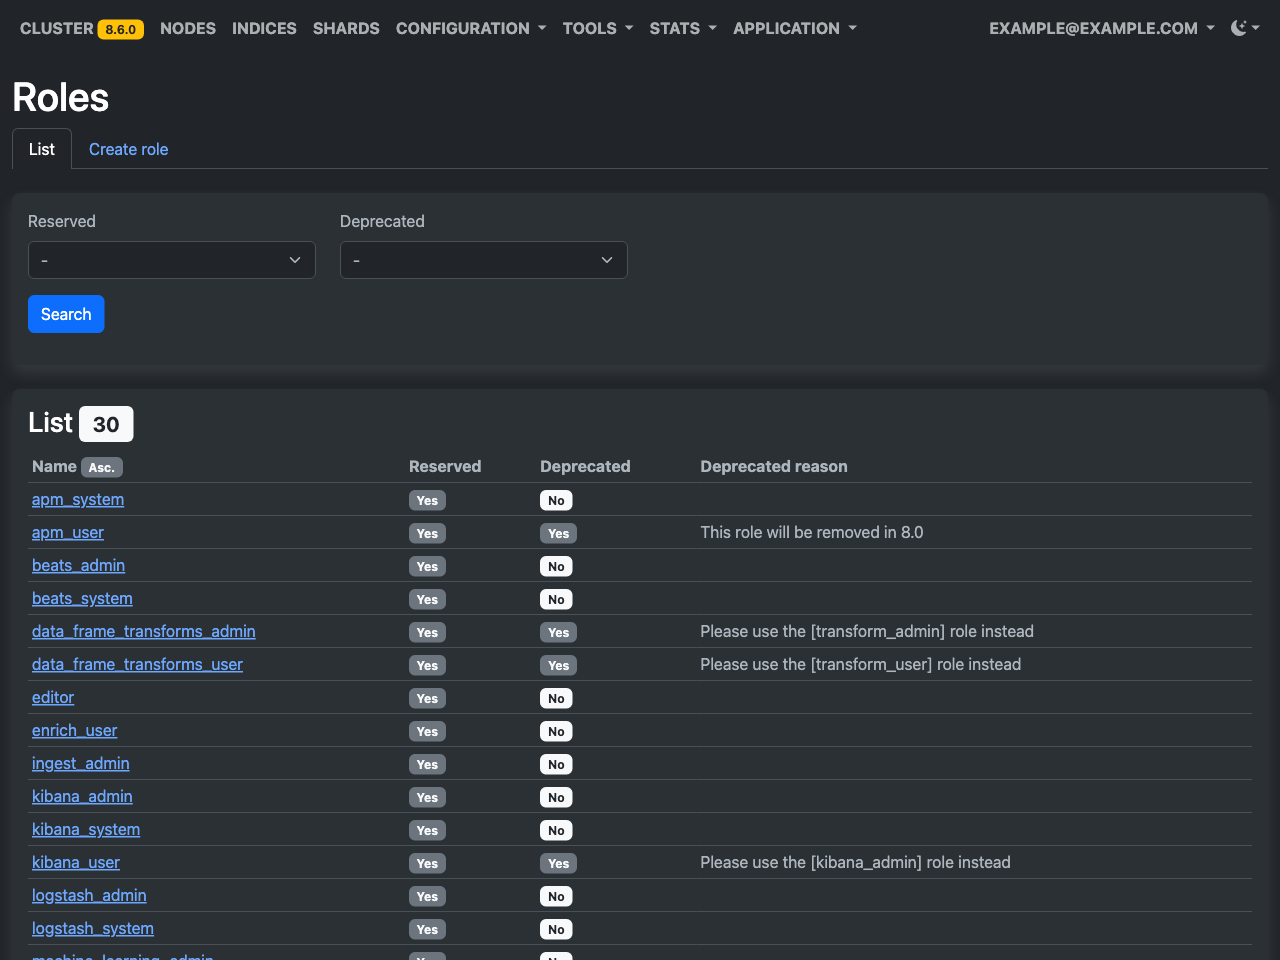 CLUSTER 8.6.0 NODES INDICES SHARDS CONFIGURATION TOOLS STATS APPLICATION EXAMPLE@EXAMPLE.COM
Roles
List Create role
Reserved Deprecated
- -
Search
List 30
Name Asc. Reserved Deprecated Deprecated reason
apm_system Yes No
apm_user Yes Yes This role will be removed in 8.0
beats_admin Yes No
beats_system Yes No
data_frame_transforms_admin Yes Yes Please use the [transform_admin] role instead
data_frame_transforms_user Yes Yes Please use the [transform_user] role instead
editor Yes No
enrich_user Yes No
ingest_admin Yes No
kibana_admin Yes No
kibana_system Yes No
kibana_user Yes Yes Please use the [kibana_admin] role instead
logstash_admin Yes No
logstash_system Yes No
machine_learning_admin Yes No